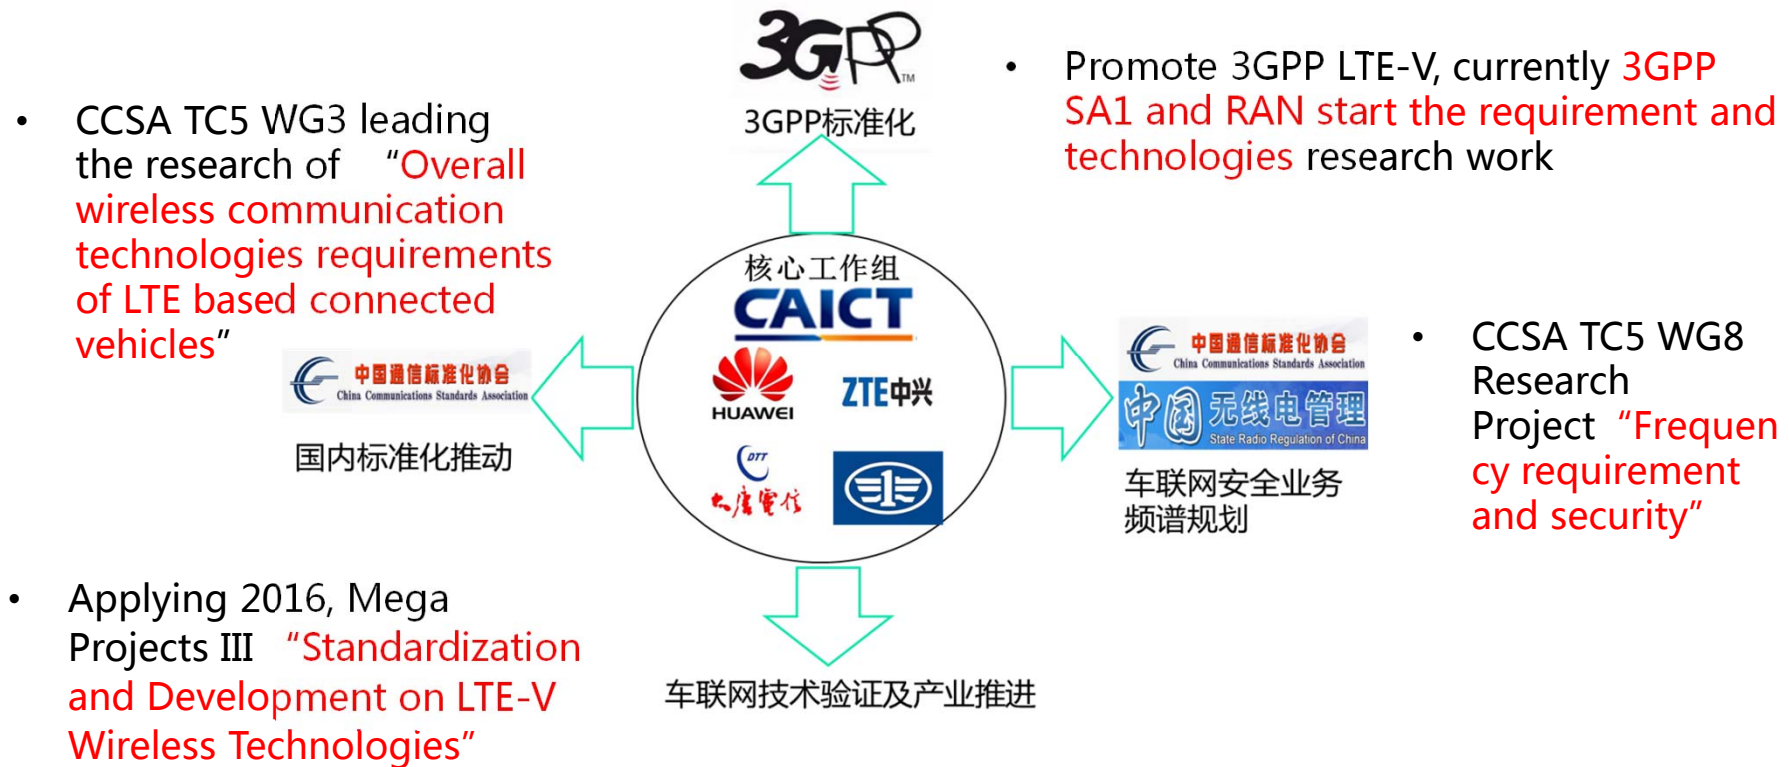 3GPP™
3GPP标准化
• Promote 3GPP LTE-V, currently 3GPP
SA1 and RAN start the requirement and
technologies research work
• CCSA TC5 WG3 leading
the research of “Overall
wireless communication
technologies requirements
of LTE based connected
vehicles”
中国通信标准化协会
China Communications Standards Association
国内标准化推动
核心工作组
CAICT
HUAWEI
ZTE中兴
DTT
大唐電信
1
中国通信标准化协会
China Communications Standards Association
中国无线电管理
State Radio Regulation of China
车联网安全业务
频谱规划
• CCSA TC5 WG8
Research
Project “Frequen
cy requirement
and security”
• Applying 2016, Mega
Projects III “Standardization
and Development on LTE-V
Wireless Technologies”
车联网技术验证及产业推进